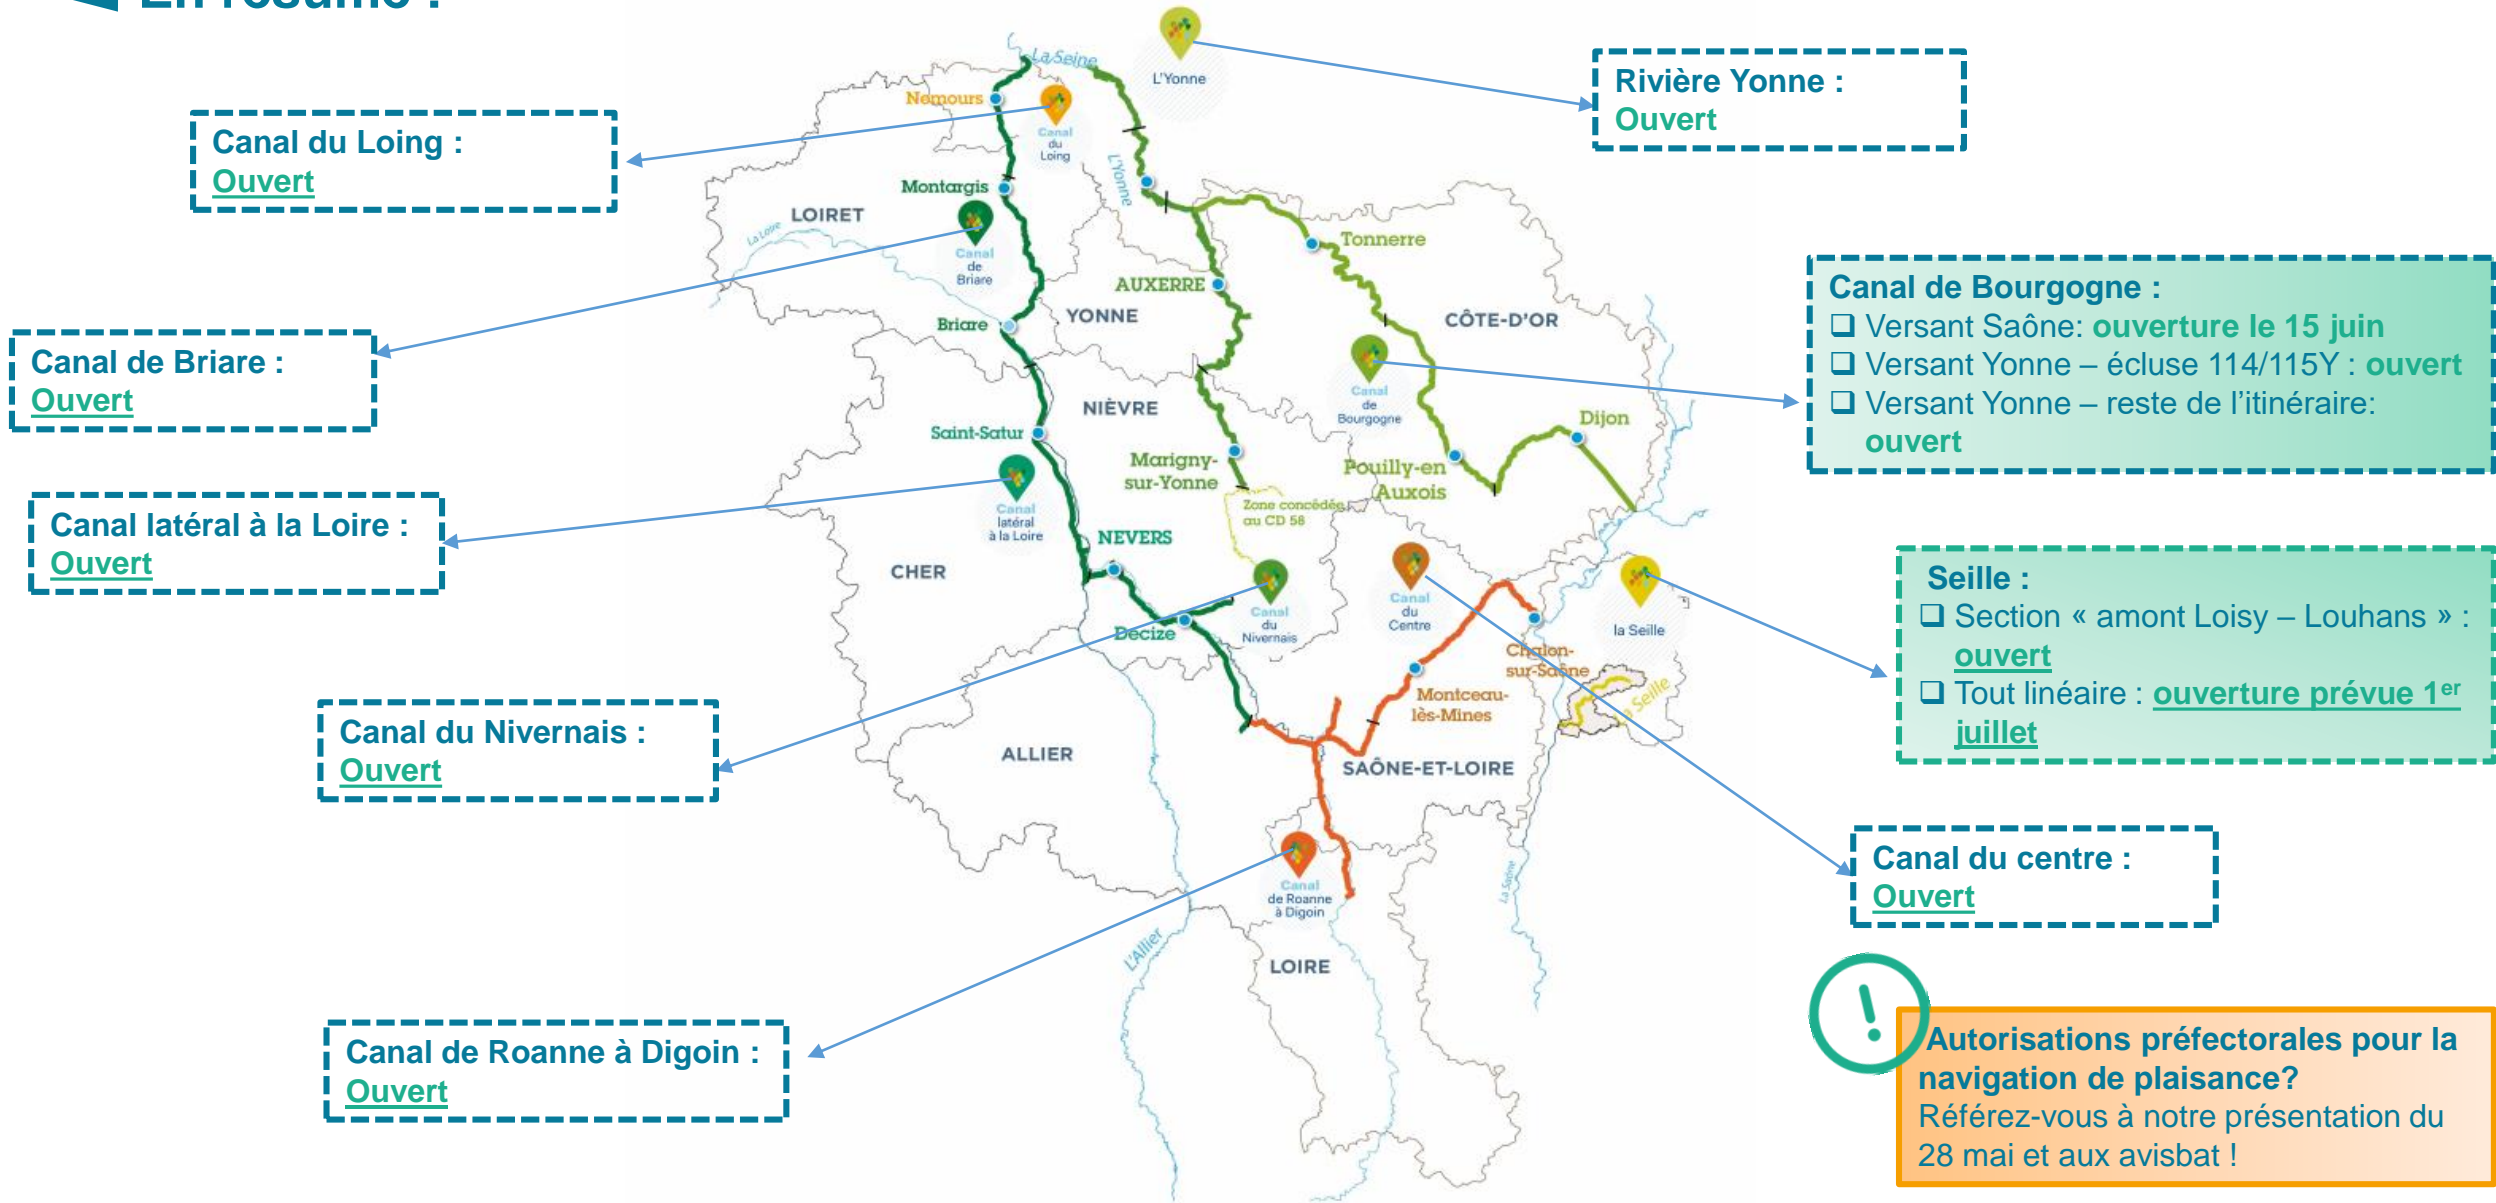 En résumé :
Rivière Yonne :
Ouvert
Canal du Loing :
Ouvert
Canal de Briare :
Ouvert
Canal latéral à la Loire :
Ouvert
Canal du Nivernais :
Ouvert
Canal de Roanne à Digoin :
Ouvert
Canal de Bourgogne :
❑ Versant Saône: ouverture le 15 juin
❑ Versant Yonne – écluse 114/115Y : ouvert
❑ Versant Yonne – reste de l’itinéraire:
ouvert
Seille :
❑ Section « amont Loisy – Louhans » :
ouvert
❑ Tout linéaire : ouverture prévue 1er
juillet
Canal du centre :
Ouvert
Autorisations préfectorales pour la
navigation de plaisance?
Référez-vous à notre présentation du
28 mai et aux avisbat !
La Seine
L'Yonne
Nemours
Canal
du
Loing
L'Yonne
Montargis
LOIRET
La Loire
Canal
de
Briare
Tonnerre
AUXERRE
Briare
YONNE
CÔTE-D'OR
Canal
de
Bourgogne
NIÈVRE
Saint-Satur
Dijon
Marigny-
sur-Yonne
Pouilly-en
Auxois
Zone concédée
au CD 58
Canal
latéral
à la Loire
NEVERS
CHER
Canal
du
Centre
Canal
du
Nivernais
Decize
la Seille
Chalon-
sur-Saône
La Seille
Montceau-
lès-Mines
ALLIER
SAÔNE-ET-LOIRE
La Saône
Canal
de Roanne
à Digoin
L'Allier
LOIRE